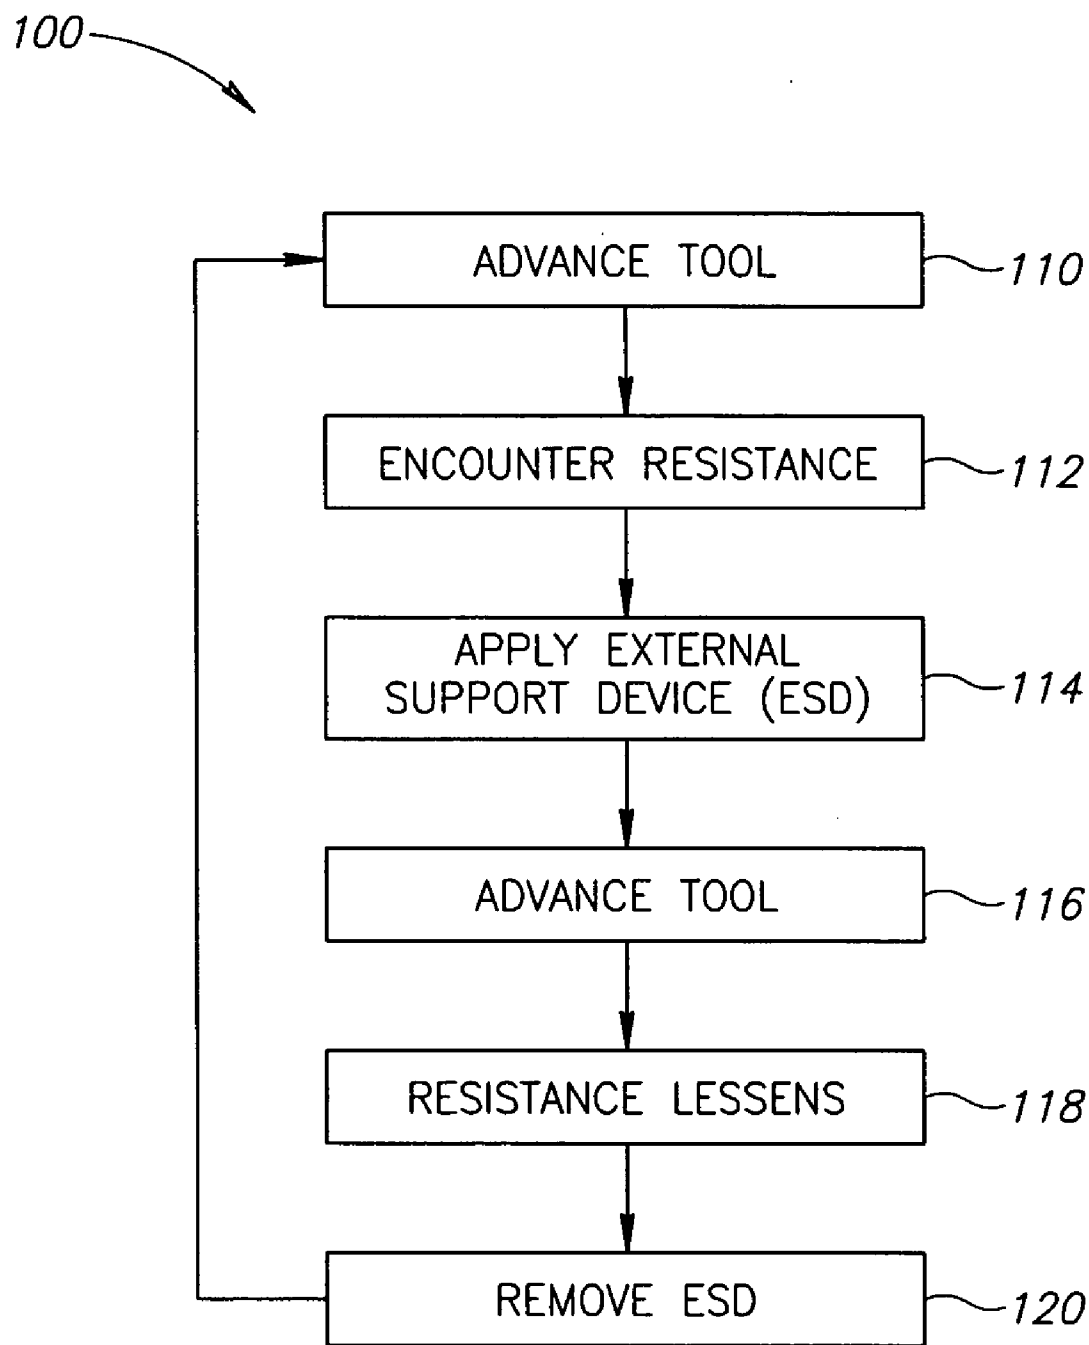 100
ADVANCE TOOL
110
ENCOUNTER RESISTANCE
112
APPLY EXTERNAL
SUPPORT DEVICE (ESD)
114
ADVANCE TOOL
116
RESISTANCE LESSENS
118
REMOVE ESD
120